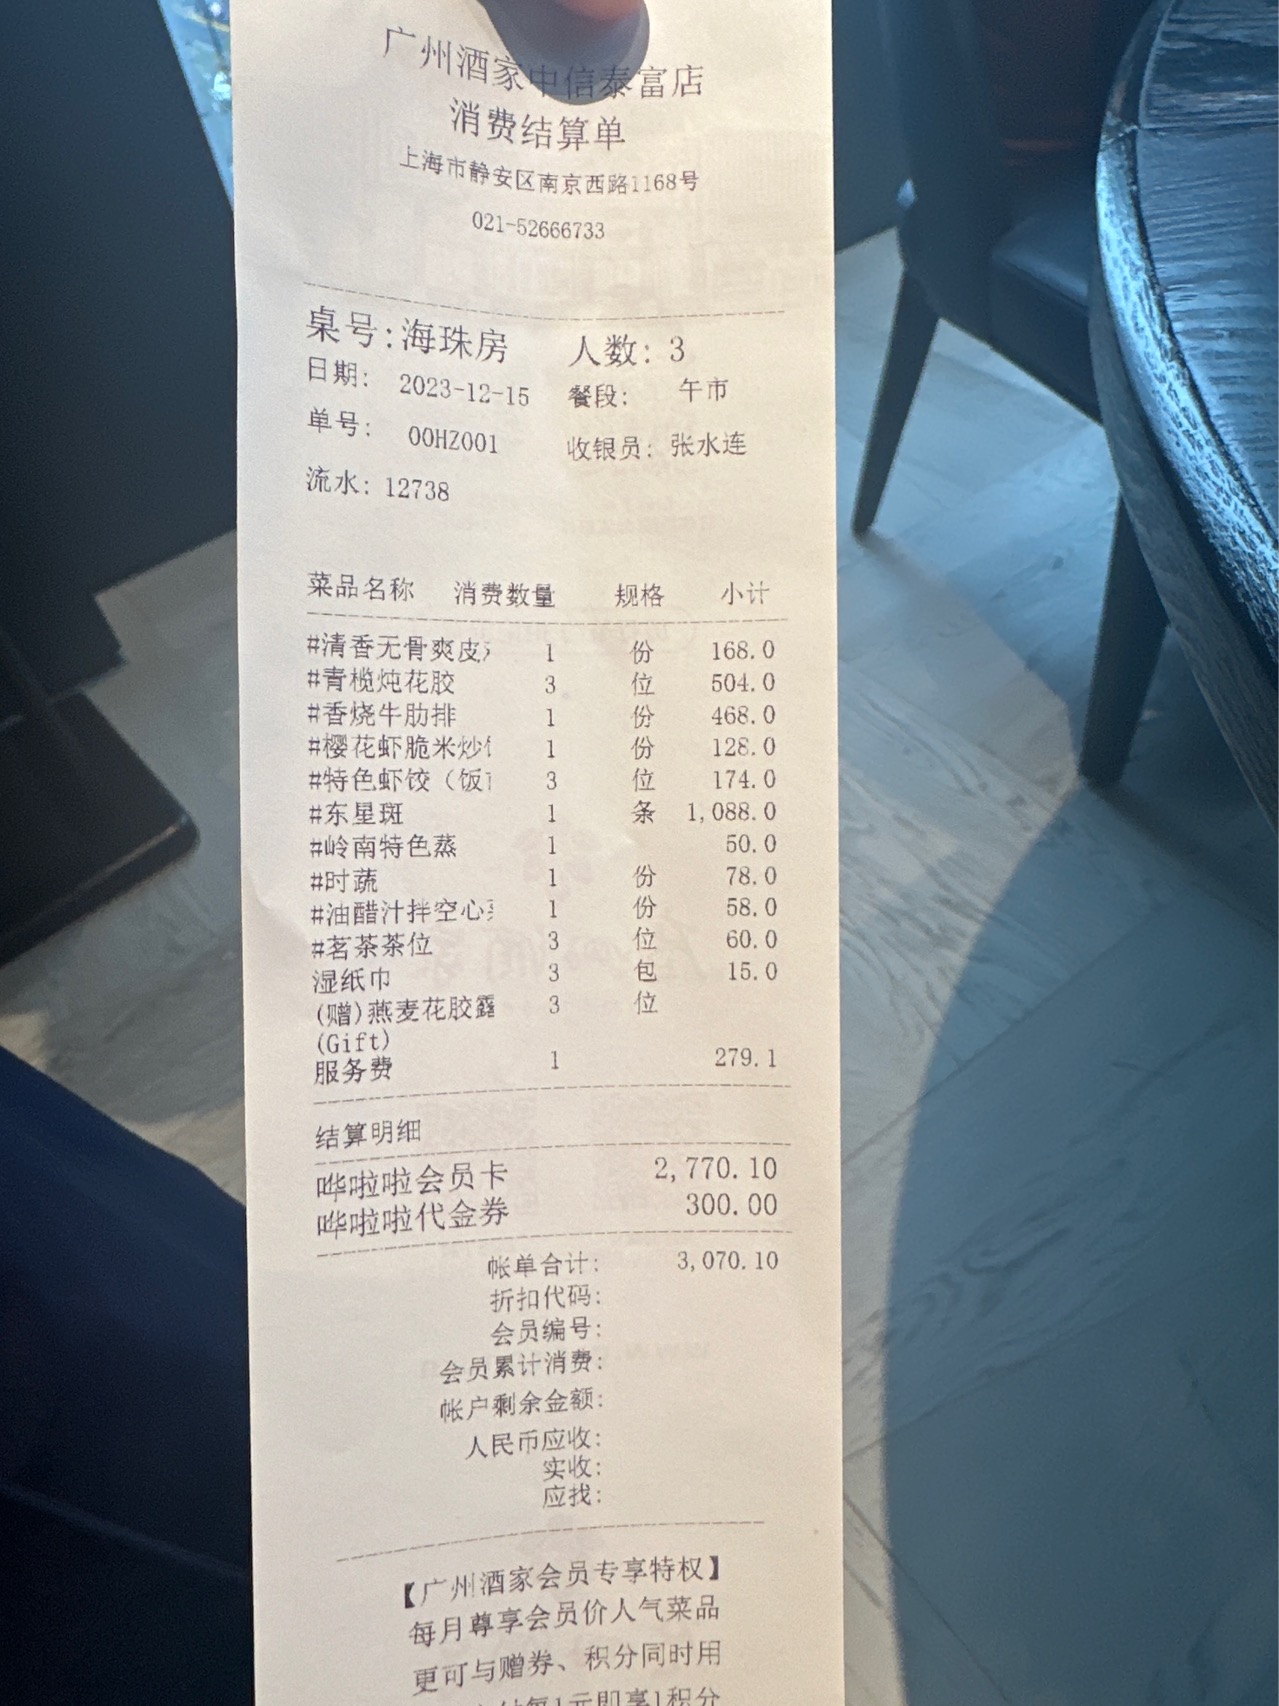 广州酒家中信泰富店
消费结算单
上海市静安区南京西路1168号
021-52666733
桌号:海珠房 人数: 3
日期: 2023-12-15 餐段: 午市
单号: 00HZ001 收银员: 张水连
流水: 12738
菜品名称 消费数量 规格 小计
#清香无骨爽皮 1 份 168.0
#青榄炖花胶 3 位 504.0
#香烧牛肋排 1 份 468.0
#樱花虾脆米炒 1 份 128.0
#特色虾饺（饭 3 位 174.0
#东星斑 1 条 1,088.0
#岭南特色蒸 1 50.0
#时蔬 1 份 78.0
#油醋汁拌空心 1 份 58.0
#茗茶茶位 3 位 60.0
湿纸巾 3 包 15.0
(赠)燕麦花胶露 3 位
(Gift)
服务费 1 279.1
结算明细
哗啦啦会员卡 2,770.10
哗啦啦代金券 300.00
帐单合计: 3,070.10
折扣代码:
会员编号:
会员累计消费:
帐户剩余金额:
人民币应收:
实收:
应找:
【广州酒家会员专享特权】
每月尊享会员价人气菜品
更可与赠券、积分同时用
每1元即享1积分